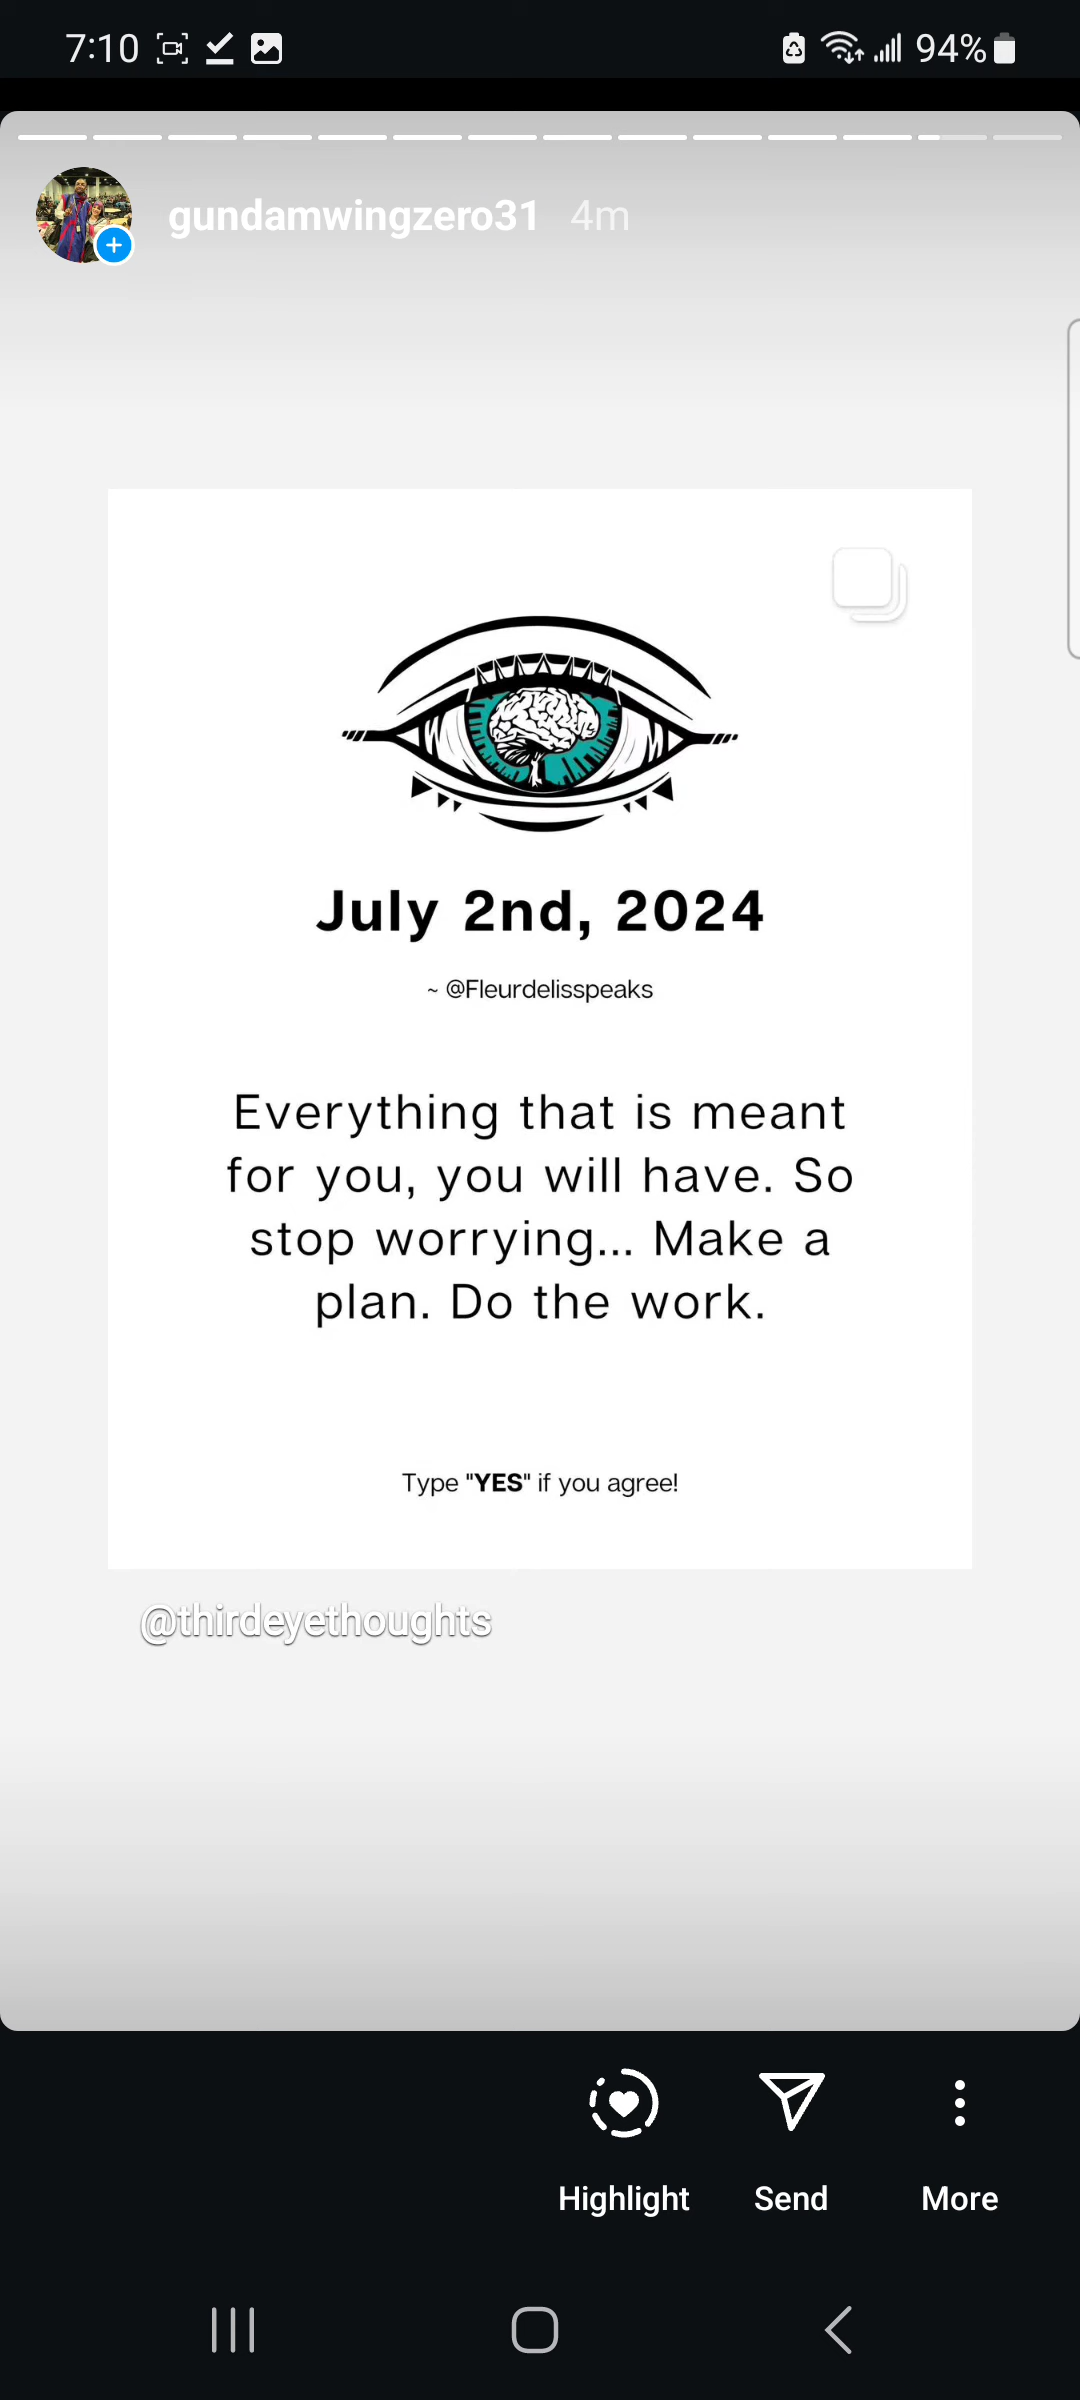 7:10
94%
gundamwingzero31 4m
July 2nd, 2024
~ @Fleurdelisspeaks
Everything that is meant
for you, you will have. So
stop worrying... Make a
plan. Do the work.
Type "YES" if you agree!
@thirdeyethoughts
Highlight
Send
More